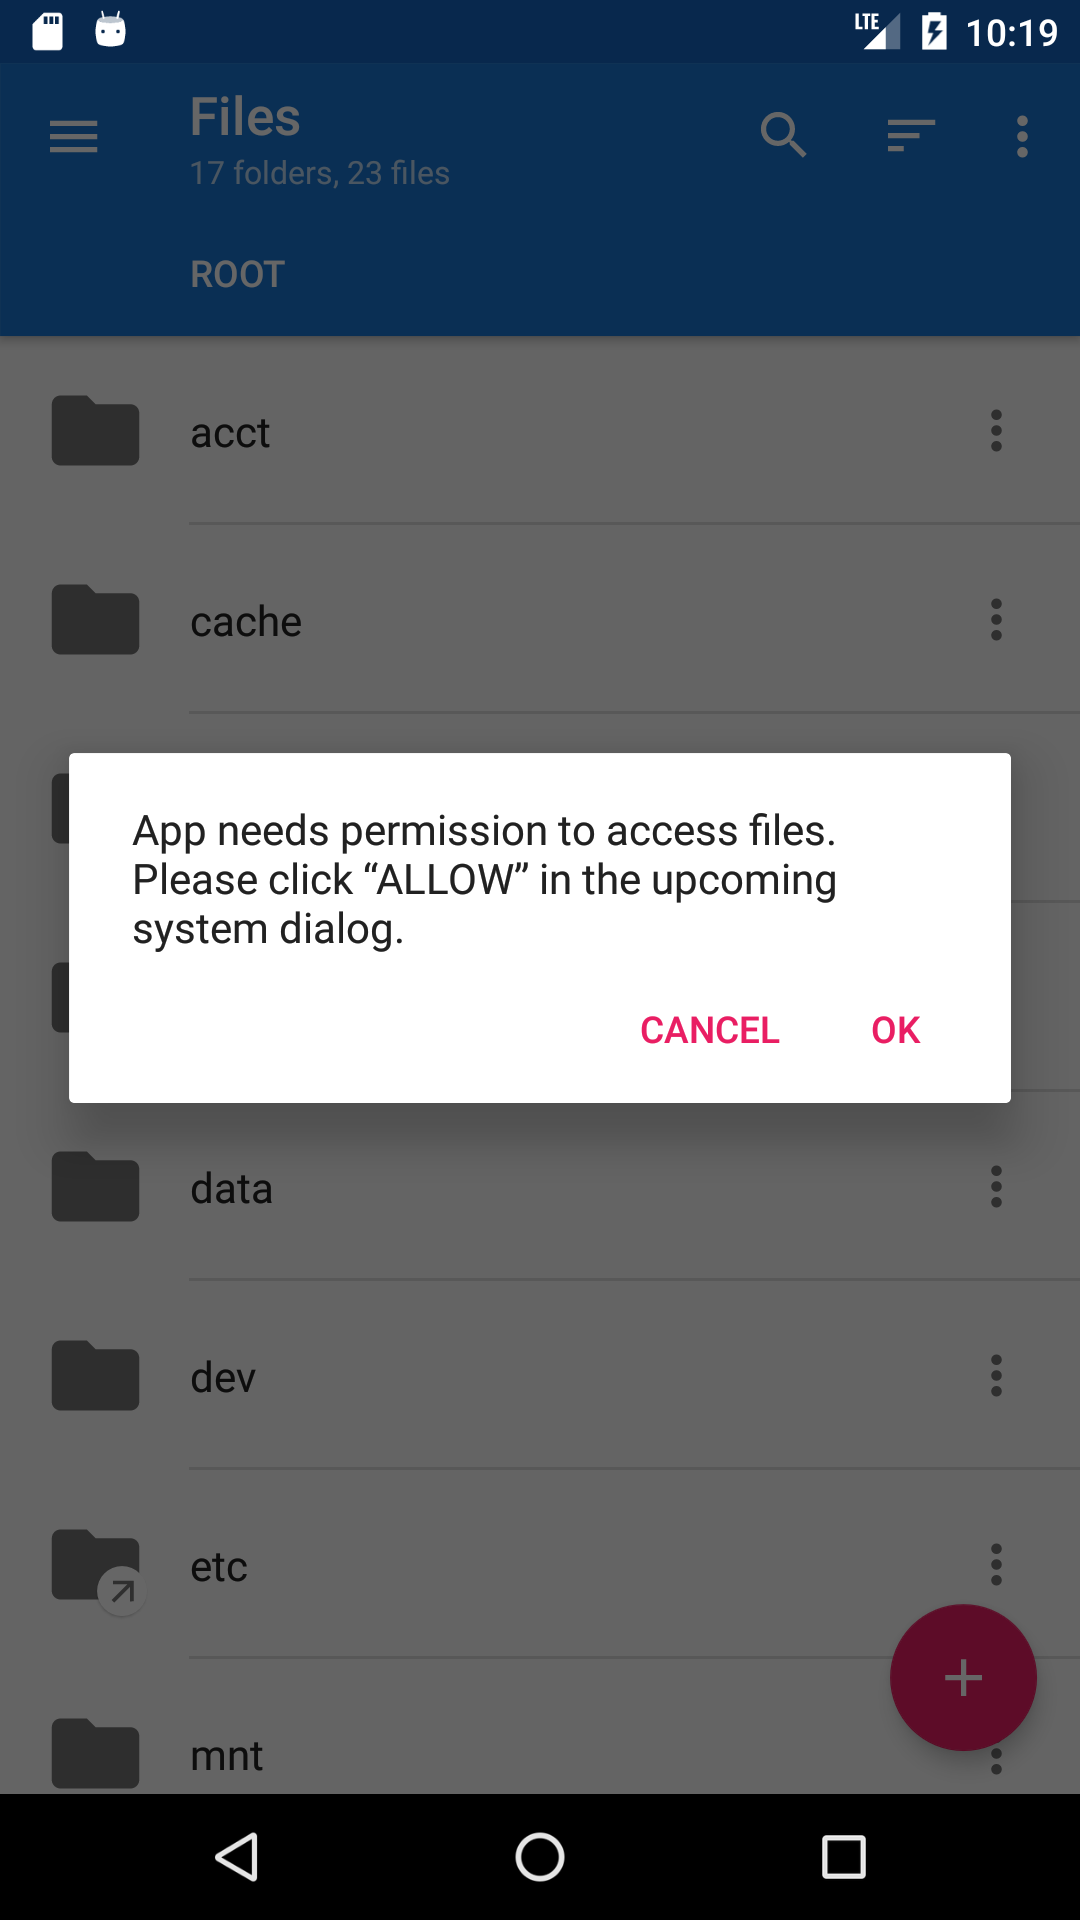 LTE 10:19
Files
17 folders, 23 files
ROOT
acct
cache
App needs permission to access files.
Please click “ALLOW” in the upcoming
system dialog.
CANCEL OK
data
dev
etc
mnt